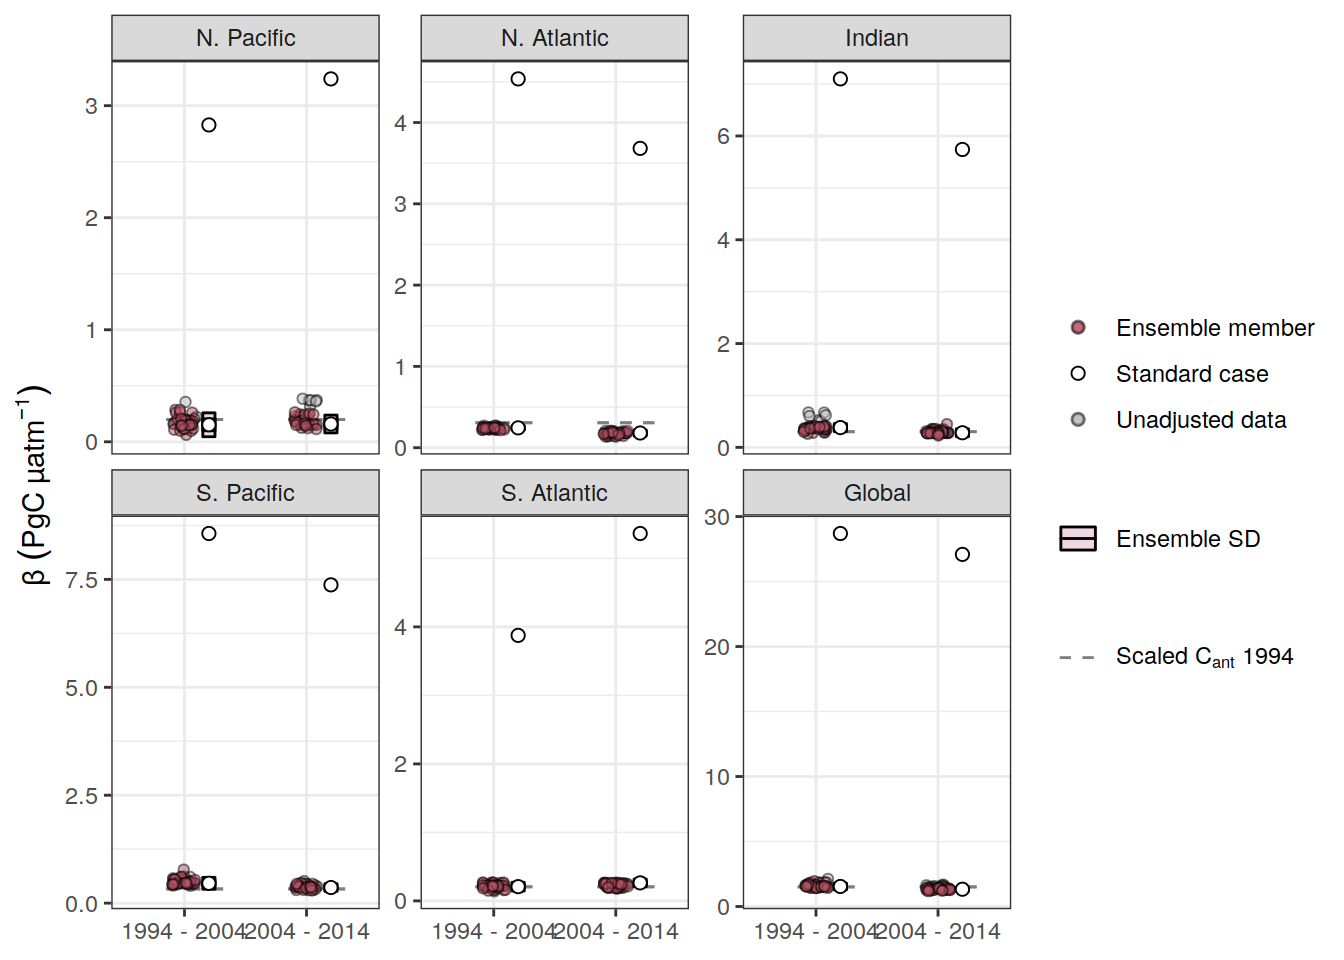 N. Pacific
N. Atlantic
Indian
3
2
1
0
4
3
2
1
0
6
4
2
0
S. Pacific
S. Atlantic
Global
7.5
5.0
2.5
0.0
4
2
0
30
20
10
0
1994 - 2004
2004 - 2014
1994 - 2004
2004 - 2014
1994 - 2004
2004 - 2014
β (PgC μatm⁻¹)
Ensemble member
Standard case
Unadjusted data
Ensemble SD
Scaled Cant 1994